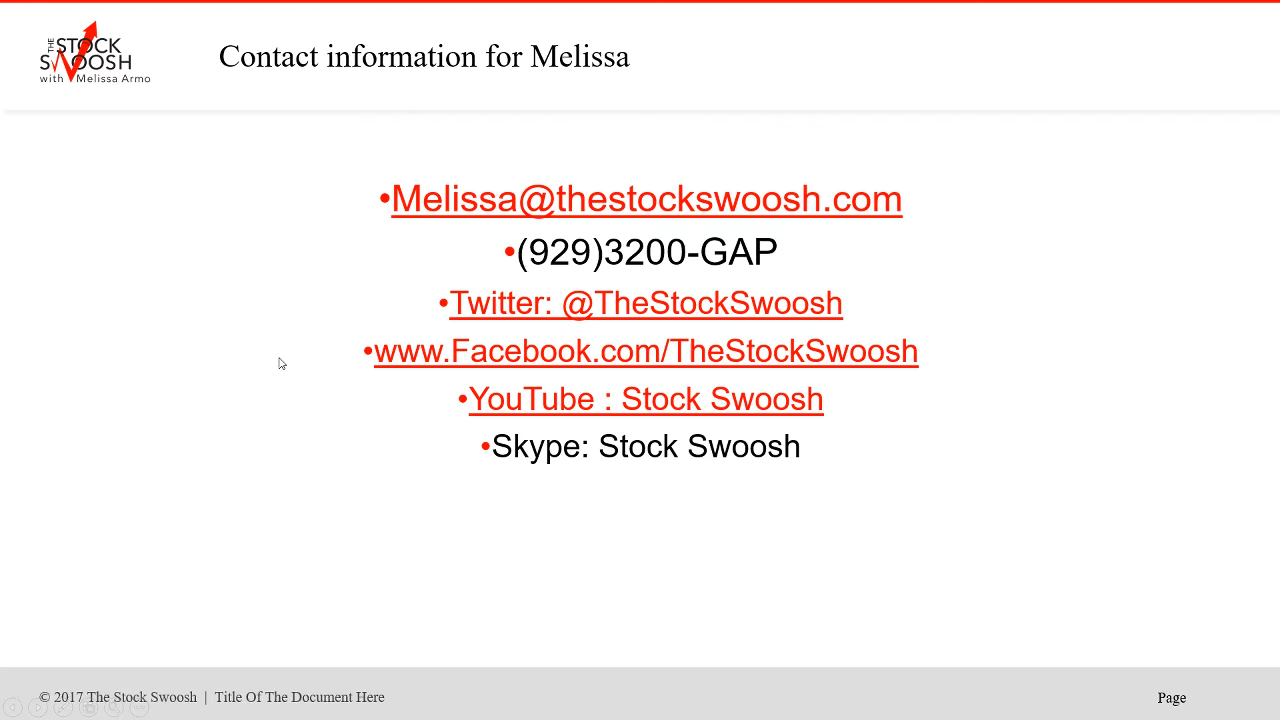 THE STOCK
SWOOSH
with Melissa Armo
Contact information for Melissa
•Melissa@thestockswoosh.com
•(929)3200-GAP
•Twitter: @TheStockSwoosh
•www.Facebook.com/TheStockSwoosh
•YouTube : Stock Swoosh
•Skype: Stock Swoosh
© 2017 The Stock Swoosh | Title Of The Document Here
Page